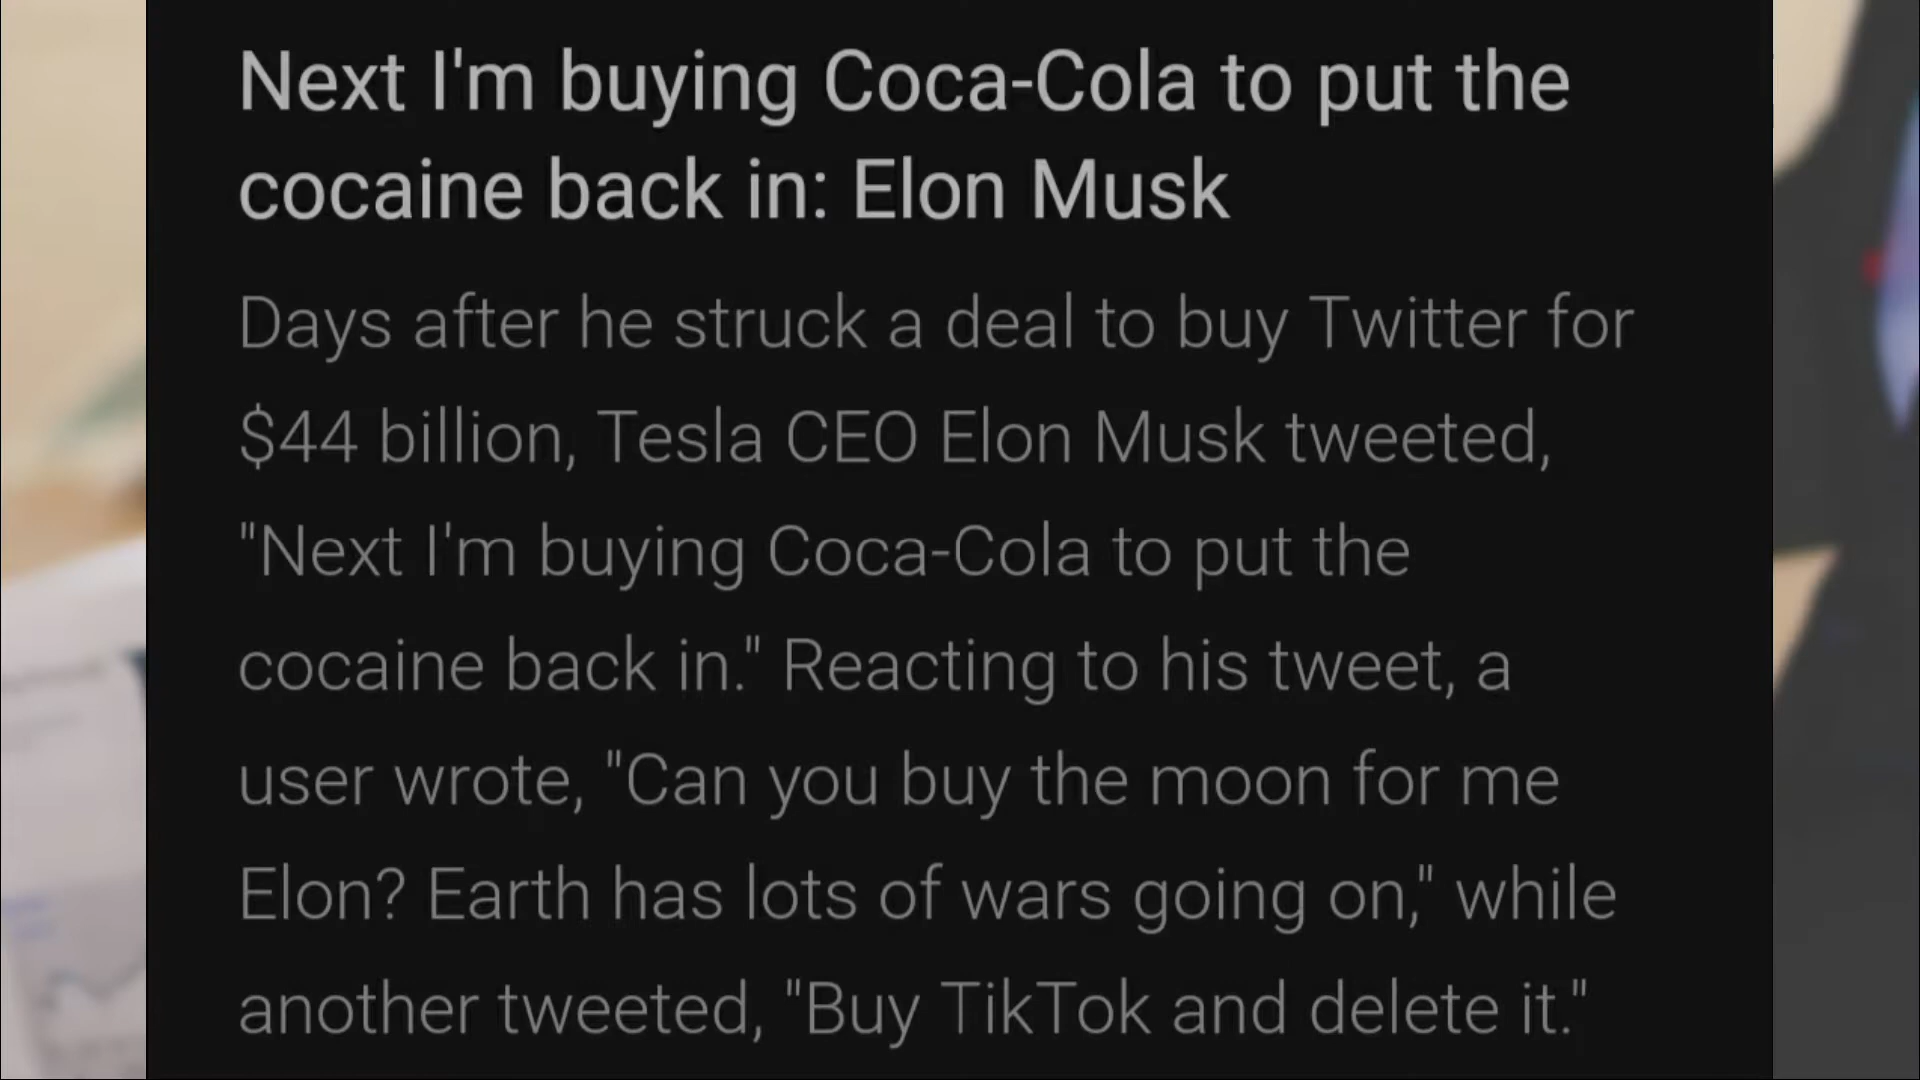 Next I'm buying Coca-Cola to put the
cocaine back in: Elon Musk
Days after he struck a deal to buy Twitter for
$44 billion, Tesla CEO Elon Musk tweeted,
"Next I'm buying Coca-Cola to put the
cocaine back in." Reacting to his tweet, a
user wrote, "Can you buy the moon for me
Elon? Earth has lots of wars going on," while
another tweeted, "Buy TikTok and delete it."